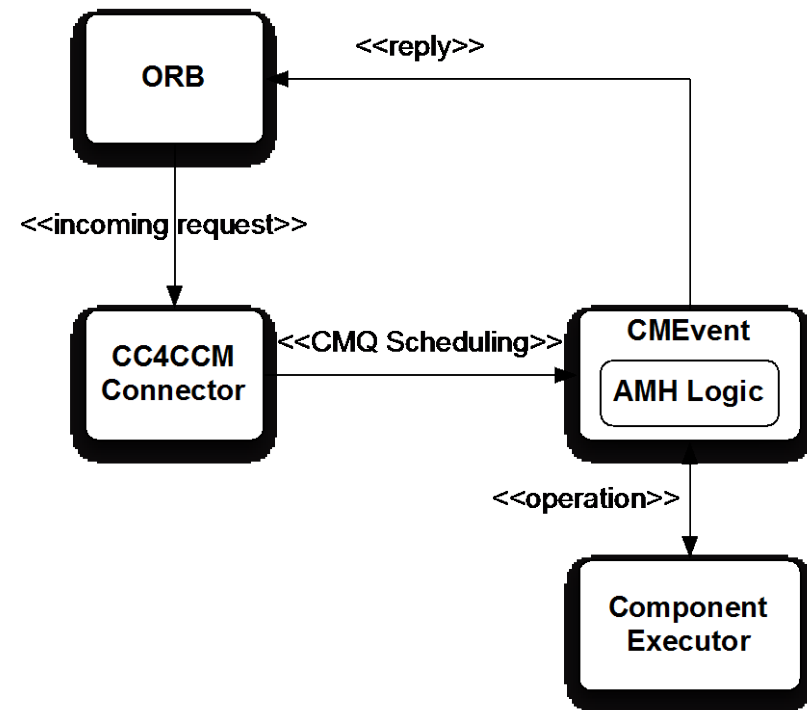 <<reply>>
ORB
<<incoming request>>
<<CMQ Scheduling>>
CC4CCM
Connector
CMEvent
AMH Logic
<<operation>>
Component
Executor